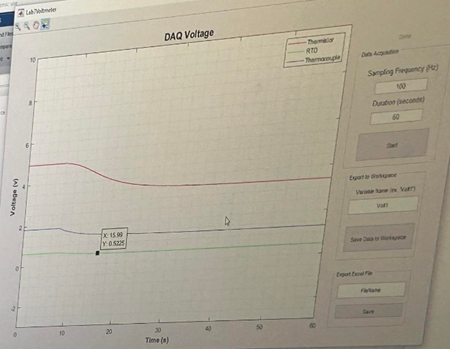 Lab7Voltmeter
DAQ Voltage
Thermistor
RTD
Thermocouple
10
8
6
4
2
0
-2
Voltage (v)
X: 15.99
Y: 0.5225
0
10
20
30
40
50
60
Time (s)
Data Acquisition
Sampling Frequency (Hz)
100
Duration (seconds)
60
Start
Export to Workspace
Variable Name (ex. "Volt1")
Volt1
Save Data to Workspace
Export Excel File
FileName
Save